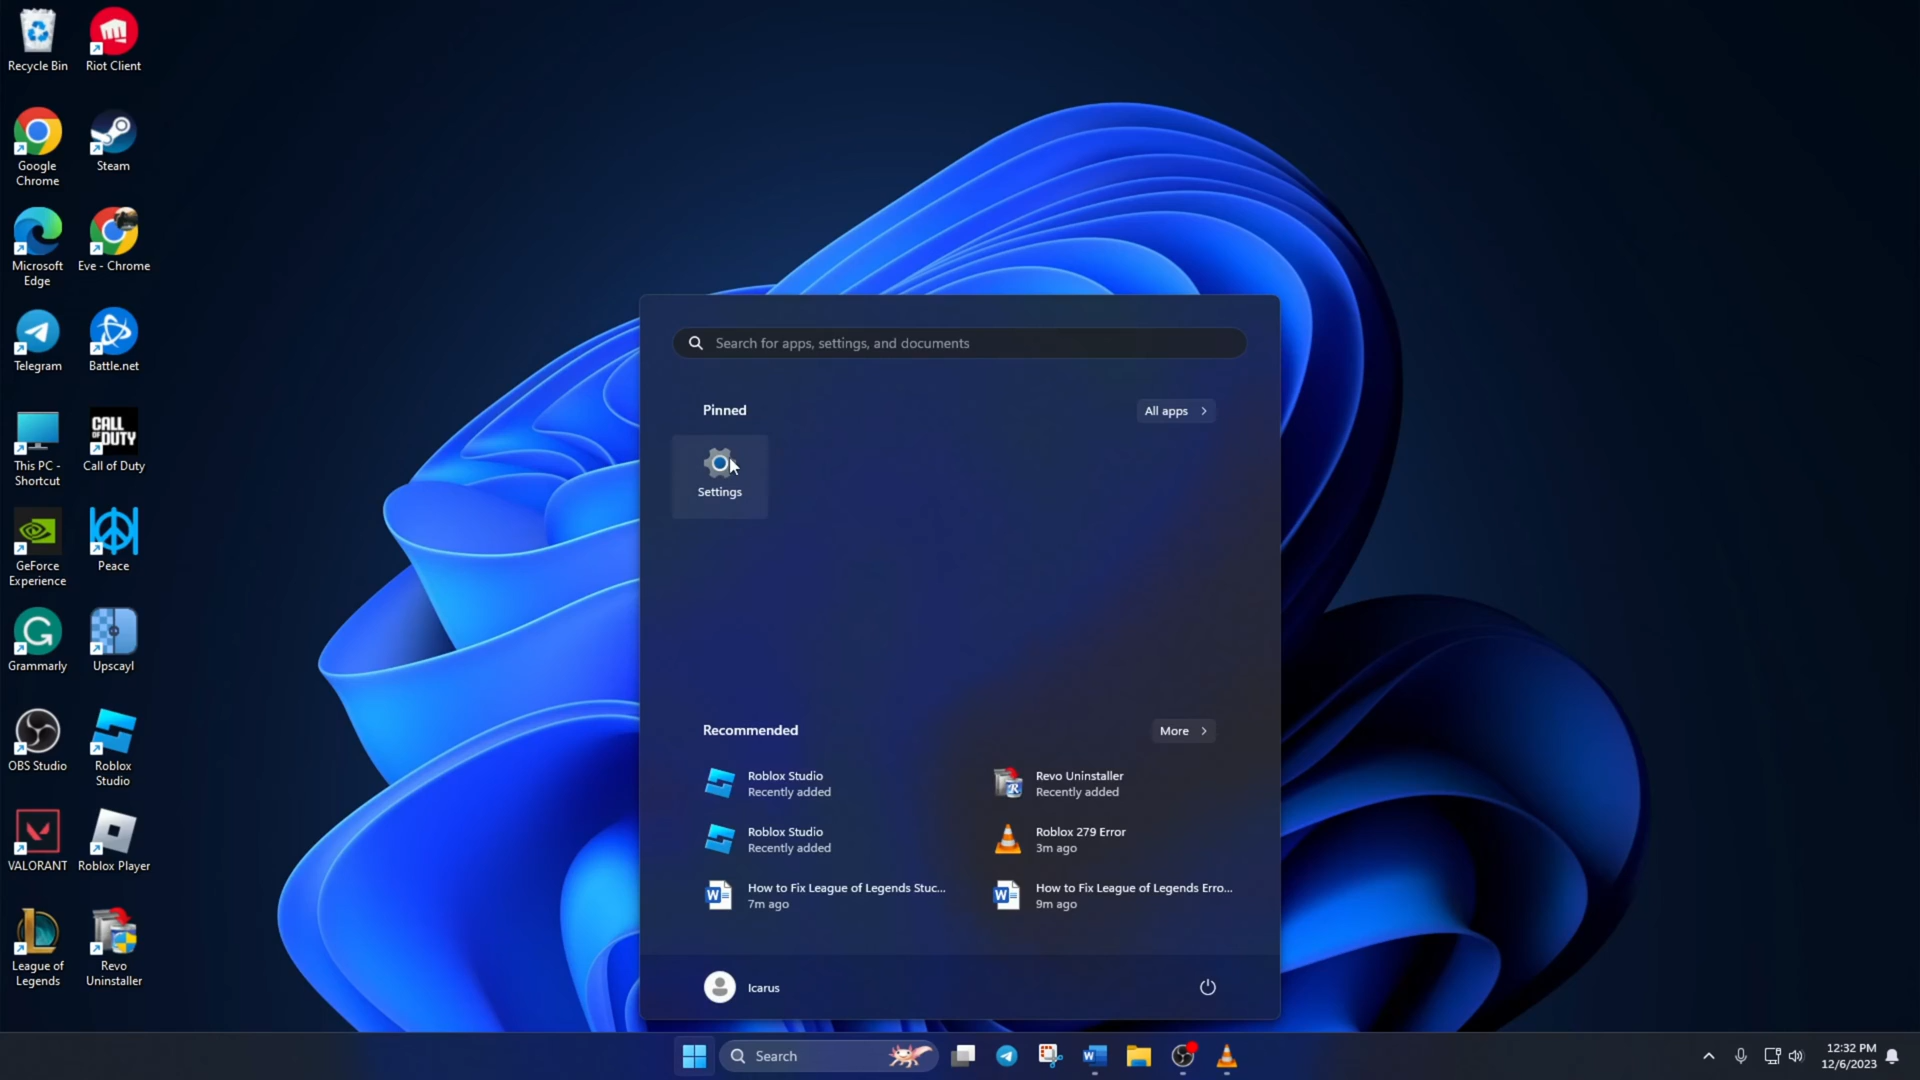 Recycle Bin
Riot Client
Google
Chrome
Steam
Microsoft
Edge
Eve - Chrome
Telegram
Battle.net
This PC -
Shortcut
CALL
OF DUTY
Call of Duty
GeForce
Experience
Peace
Grammarly
Upscayl
OBS Studio
Roblox
Studio
VALORANT
Roblox Player
League of
Legends
Revo
Uninstaller
Search for apps, settings, and documents
Pinned
All apps
Settings
Recommended
More
Roblox Studio
Recently added
Revo Uninstaller
Recently added
Roblox Studio
Recently added
Roblox 279 Error
3m ago
How to Fix League of Legends Stuc...
7m ago
How to Fix League of Legends Erro...
9m ago
Icarus
Search
12:32 PM
12/6/2023